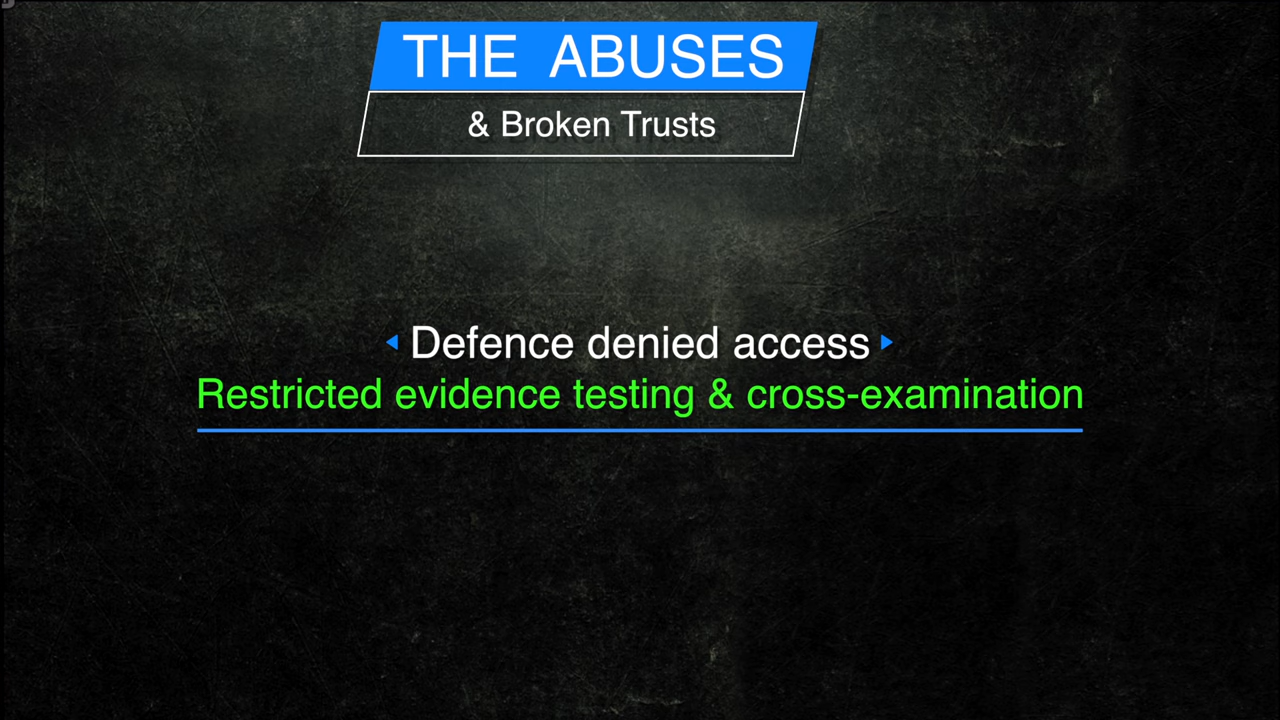 THE ABUSES
& Broken Trusts
Defence denied access
Restricted evidence testing & cross-examination